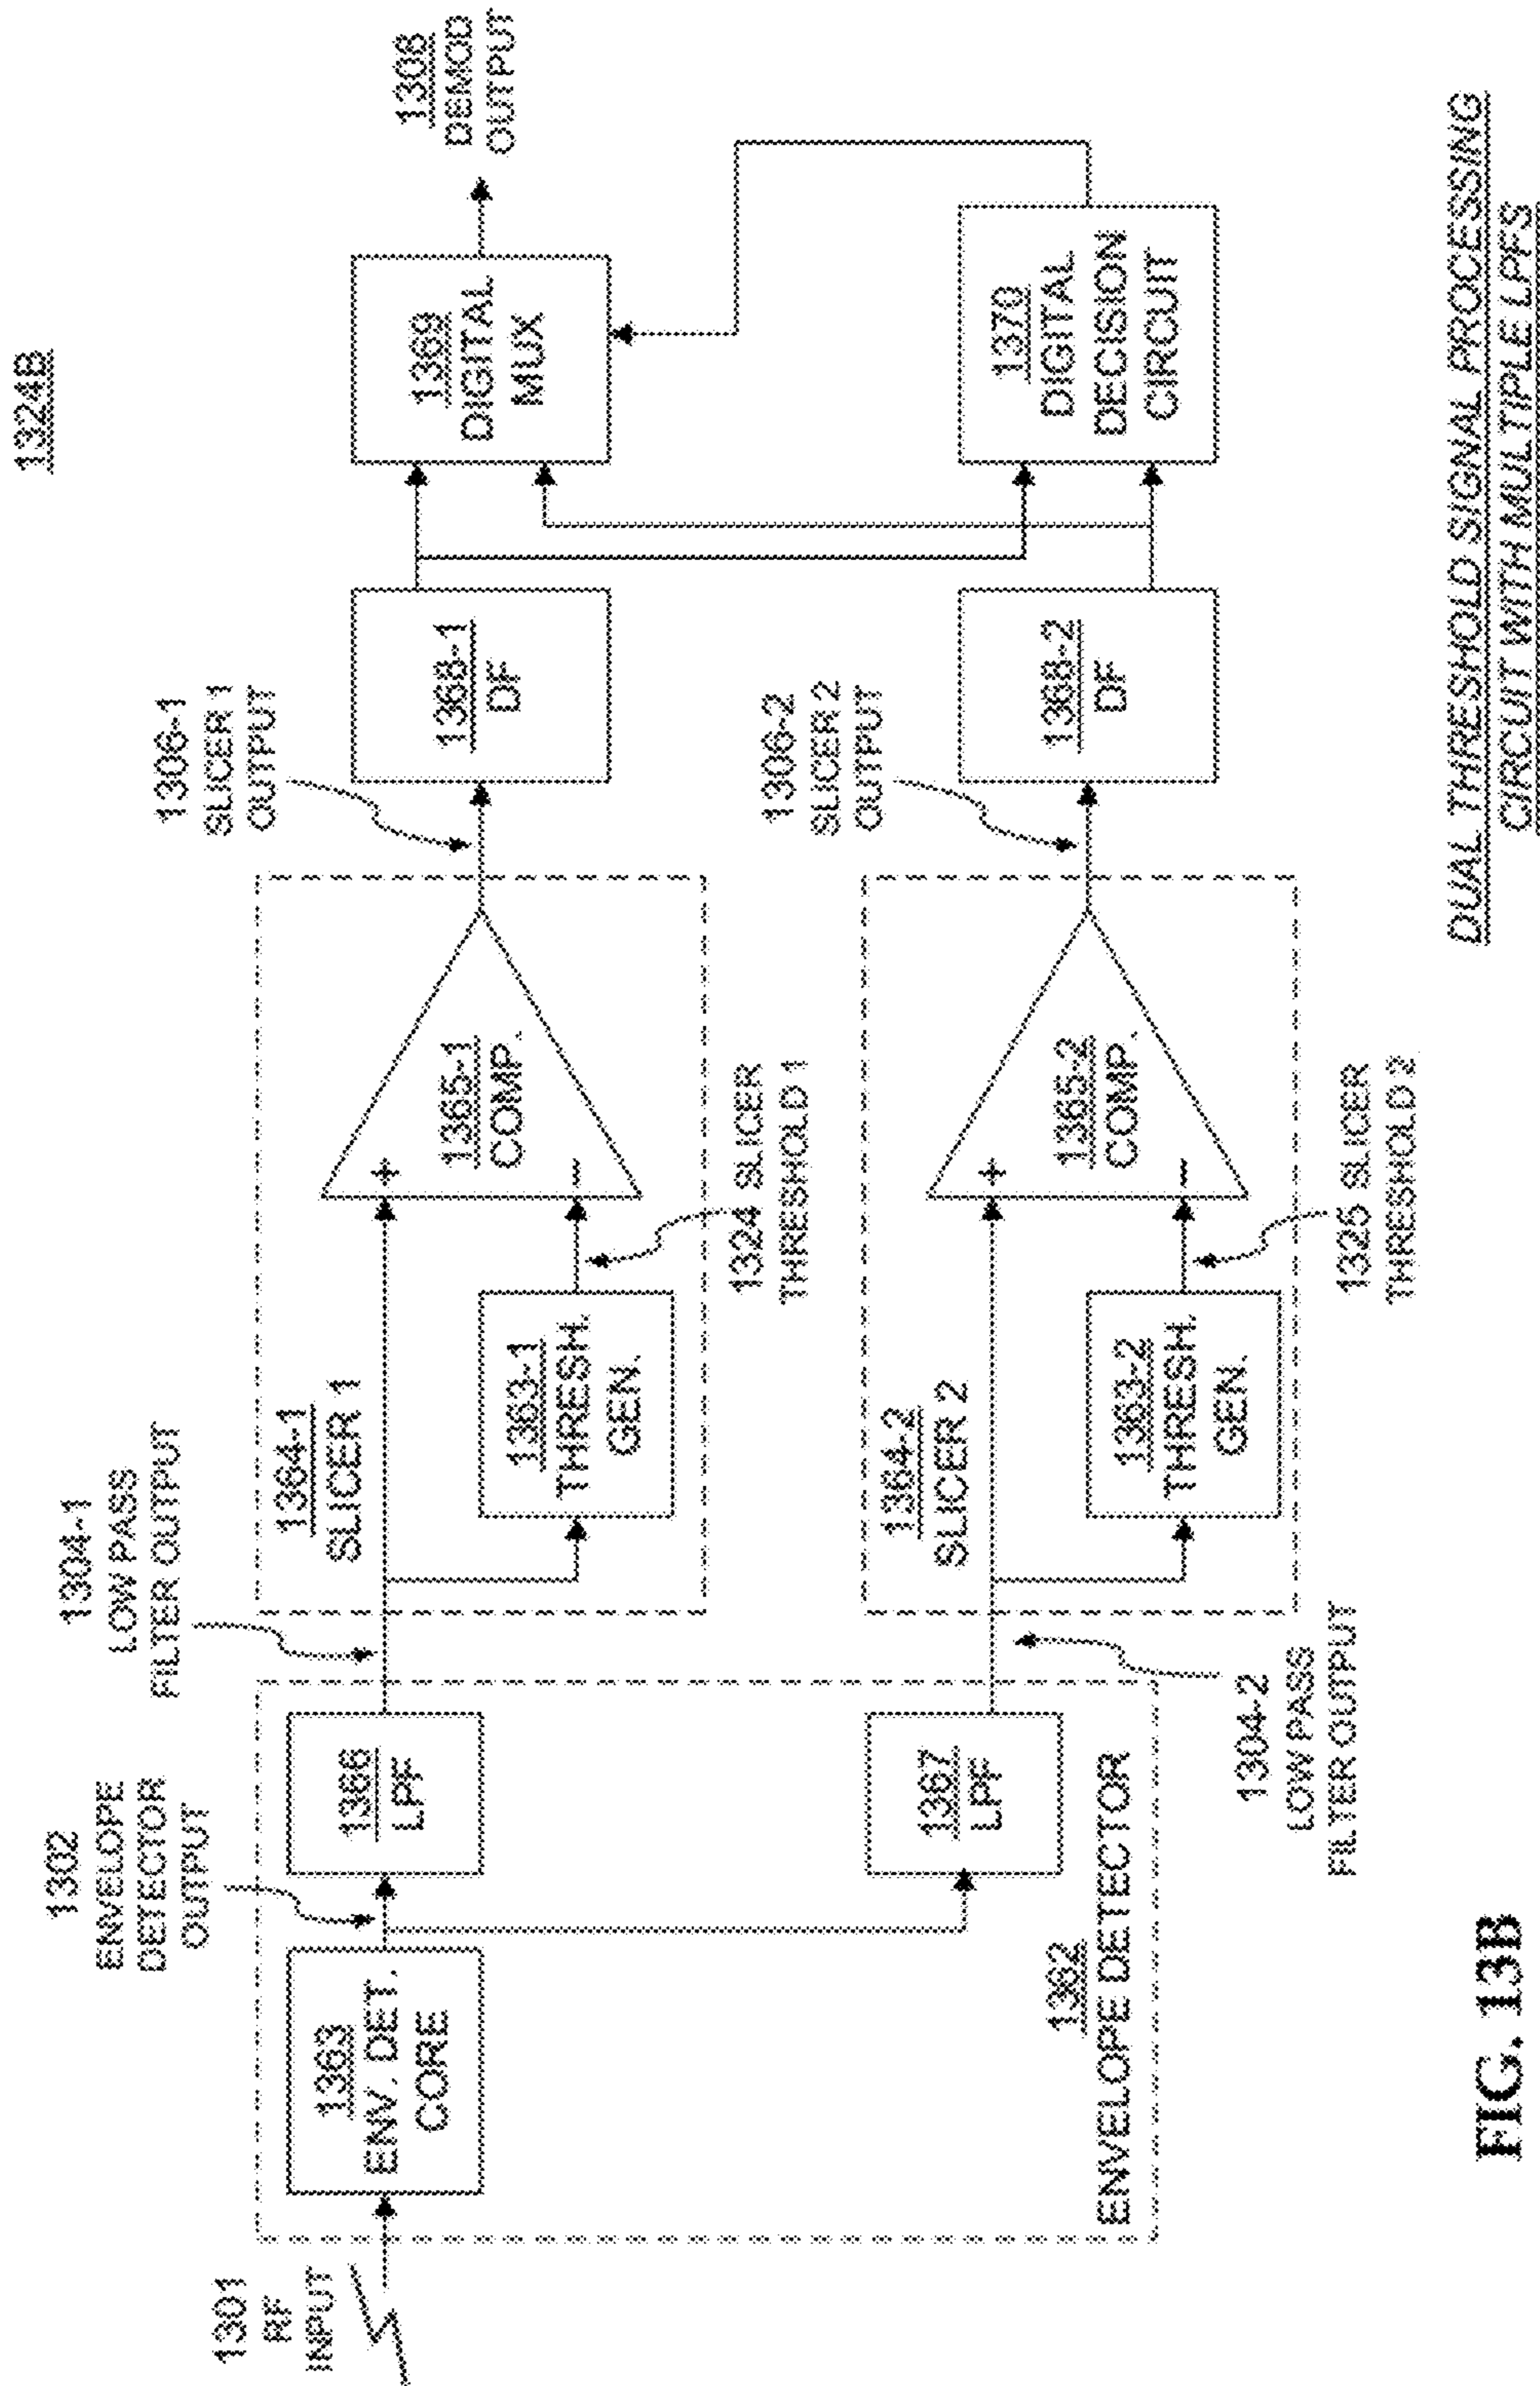 1324B
1301
RF
INPUT
1302
ENVELOPE
DETECTOR
OUTPUT
1363
ENV. DET.
CORE
1366
LPF
1367
LPF
1362
ENVELOPE DETECTOR
1304-1
LOW PASS
FILTER OUTPUT
1304-2
LOW PASS
FILTER OUTPUT
1364-1
SLICER 1
1363-1
THRESH.
GEN.
+
−
1365-1
COMP.
1324 SLICER
THRESHOLD 1
1306-1
SLICER 1
OUTPUT
1368-1
DF
1364-2
SLICER 2
1363-2
THRESH.
GEN.
+
−
1365-2
COMP.
1325 SLICER
THRESHOLD 2
1306-2
SLICER 2
OUTPUT
1368-2
DF
1369
DIGITAL
MUX
1370
DIGITAL
DECISION
CIRCUIT
1308
DEMOD
OUTPUT
FIG. 13B
DUAL THRESHOLD SIGNAL PROCESSING
CIRCUIT WITH MULTIPLE LPFS